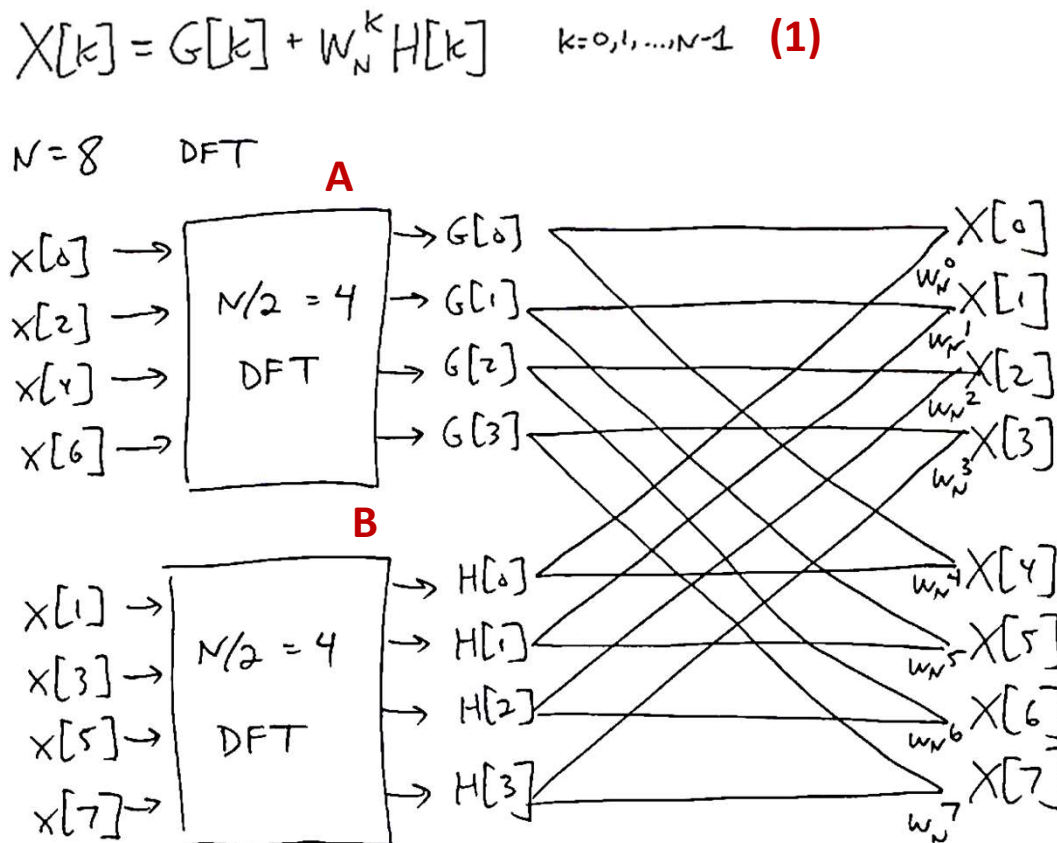 X[k] = G[k] + W_N^k H[k] k=0,1,...,N-1 (1)
N = 8 DFT
A
x[0] G[0] X[0]
W_N^0
x[2] N/2 = 4 G[1] X[1]
W_N^1
x[4] DFT G[2] X[2]
W_N^2
x[6] G[3] X[3]
W_N^3
B
x[1] H[0] W_N^4 X[4]
x[3] N/2 = 4 H[1] W_N^5 X[5]
x[5] DFT H[2] W_N^6 X[6]
x[7] H[3] W_N^7 X[7]